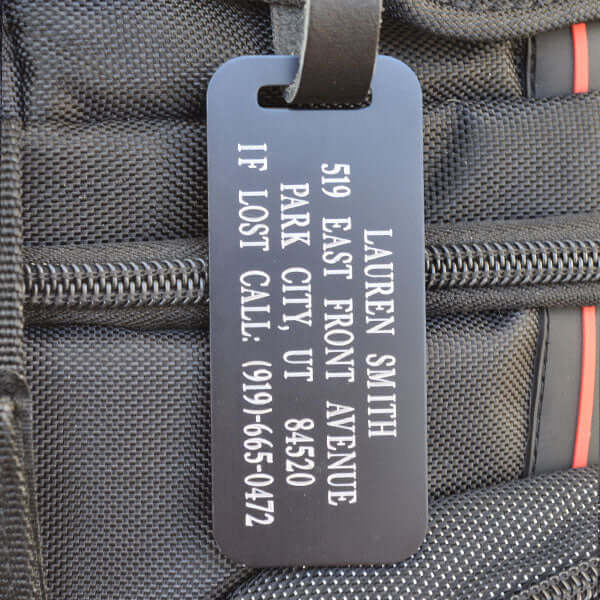 LAUREN SMITH
519 EAST FRONT AVENUE
PARK CITY, UT 84520
IF LOST CALL: (919)-665-0472